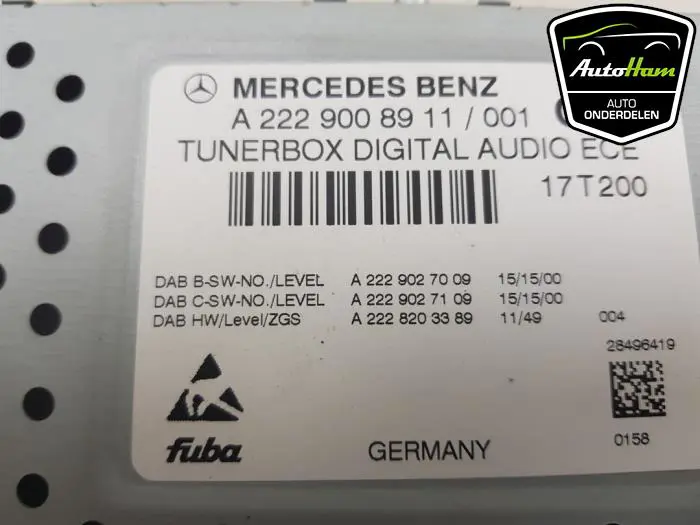 AutoHam
AUTO
ONDERDELEN
MERCEDES BENZ
A 222 900 89 11 / 001
TUNERBOX DIGITAL AUDIO ECE
17T200
DAB B-SW-NO./LEVEL A 222 902 70 09 15/15/00
DAB C-SW-NO./LEVEL A 222 902 71 09 15/15/00
DAB HW/Level/ZGS A 222 820 33 89 11/49 004
28496419
fuba GERMANY 0158